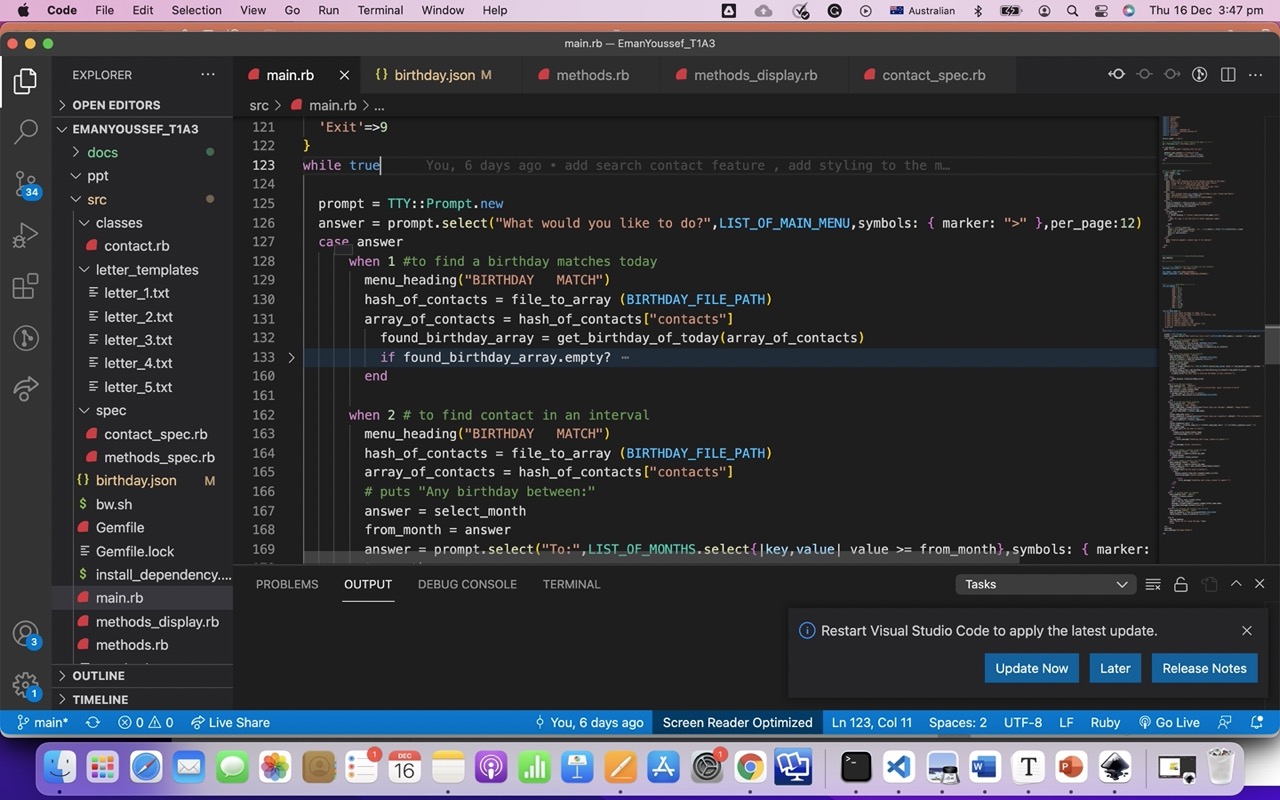 Code File Edit Selection View Go Run Terminal Window Help Australian Thu 16 Dec 3:47 pm
main.rb — EmanYoussef_T1A3
EXPLORER
OPEN EDITORS
EMANYOUSSEF_T1A3
docs
ppt
src
classes
contact.rb
letter_templates
letter_1.txt
letter_2.txt
letter_3.txt
letter_4.txt
letter_5.txt
spec
contact_spec.rb
methods_spec.rb
birthday.json M
bw.sh
Gemfile
Gemfile.lock
install_dependency....
main.rb
methods_display.rb
methods.rb
OUTLINE
TIMELINE
34
3
1
main.rb birthday.json M methods.rb methods_display.rb contact_spec.rb
src > main.rb > ...
121 'Exit'=>9
122 }
123 while true You, 6 days ago • add search contact feature , add styling to the m…
124
125 prompt = TTY::Prompt.new
126 answer = prompt.select("What would you like to do?",LIST_OF_MAIN_MENU,symbols: { marker: ">" },per_page:12)
127 case answer
128 when 1 #to find a birthday matches today
129 menu_heading("BIRTHDAY   MATCH")
130 hash_of_contacts = file_to_array (BIRTHDAY_FILE_PATH)
131 array_of_contacts = hash_of_contacts["contacts"]
132 found_birthday_array = get_birthday_of_today(array_of_contacts)
133 if found_birthday_array.empty? ⋯
160 end
161
162 when 2 # to find contact in an interval
163 menu_heading("BIRTHDAY   MATCH")
164 hash_of_contacts = file_to_array (BIRTHDAY_FILE_PATH)
165 array_of_contacts = hash_of_contacts["contacts"]
166 # puts "Any birthday between:"
167 answer = select_month
168 from_month = answer
169 answer = prompt.select("To:",LIST_OF_MONTHS.select{|key,value| value >= from_month},symbols: { marker:
PROBLEMS OUTPUT DEBUG CONSOLE TERMINAL Tasks
Restart Visual Studio Code to apply the latest update.
Update Now Later Release Notes
main* 0 0 Live Share You, 6 days ago Screen Reader Optimized Ln 123, Col 11 Spaces: 2 UTF-8 LF Ruby Go Live
1
DEC
16
1